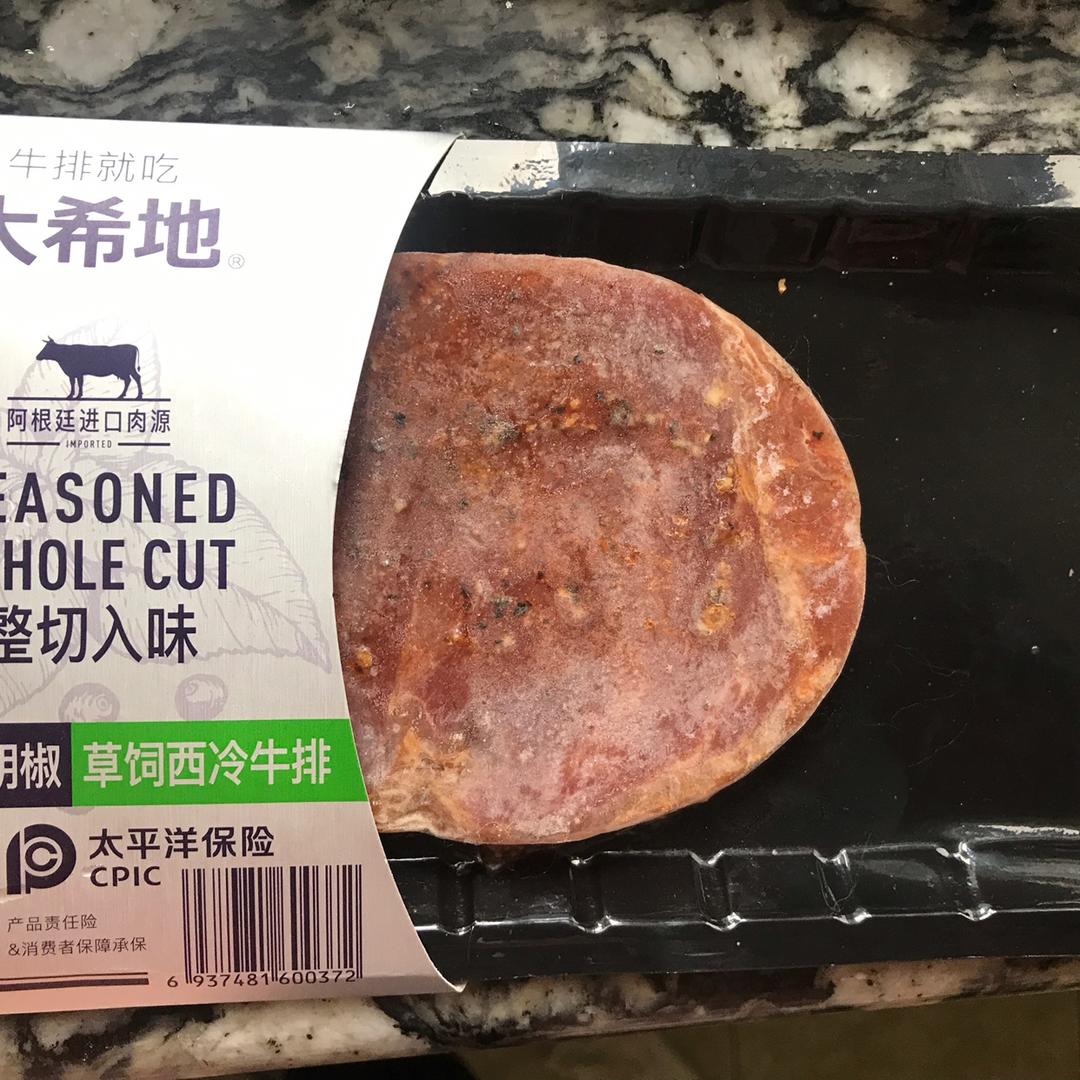 牛排就吃
大希地®
阿根廷进口肉源
IMPORTED
EASONED
HOLE CUT
整切入味
胡椒 草饲西冷牛排
太平洋保险
CPIC
产品责任险
&消费者保障承保
6 937481 600372